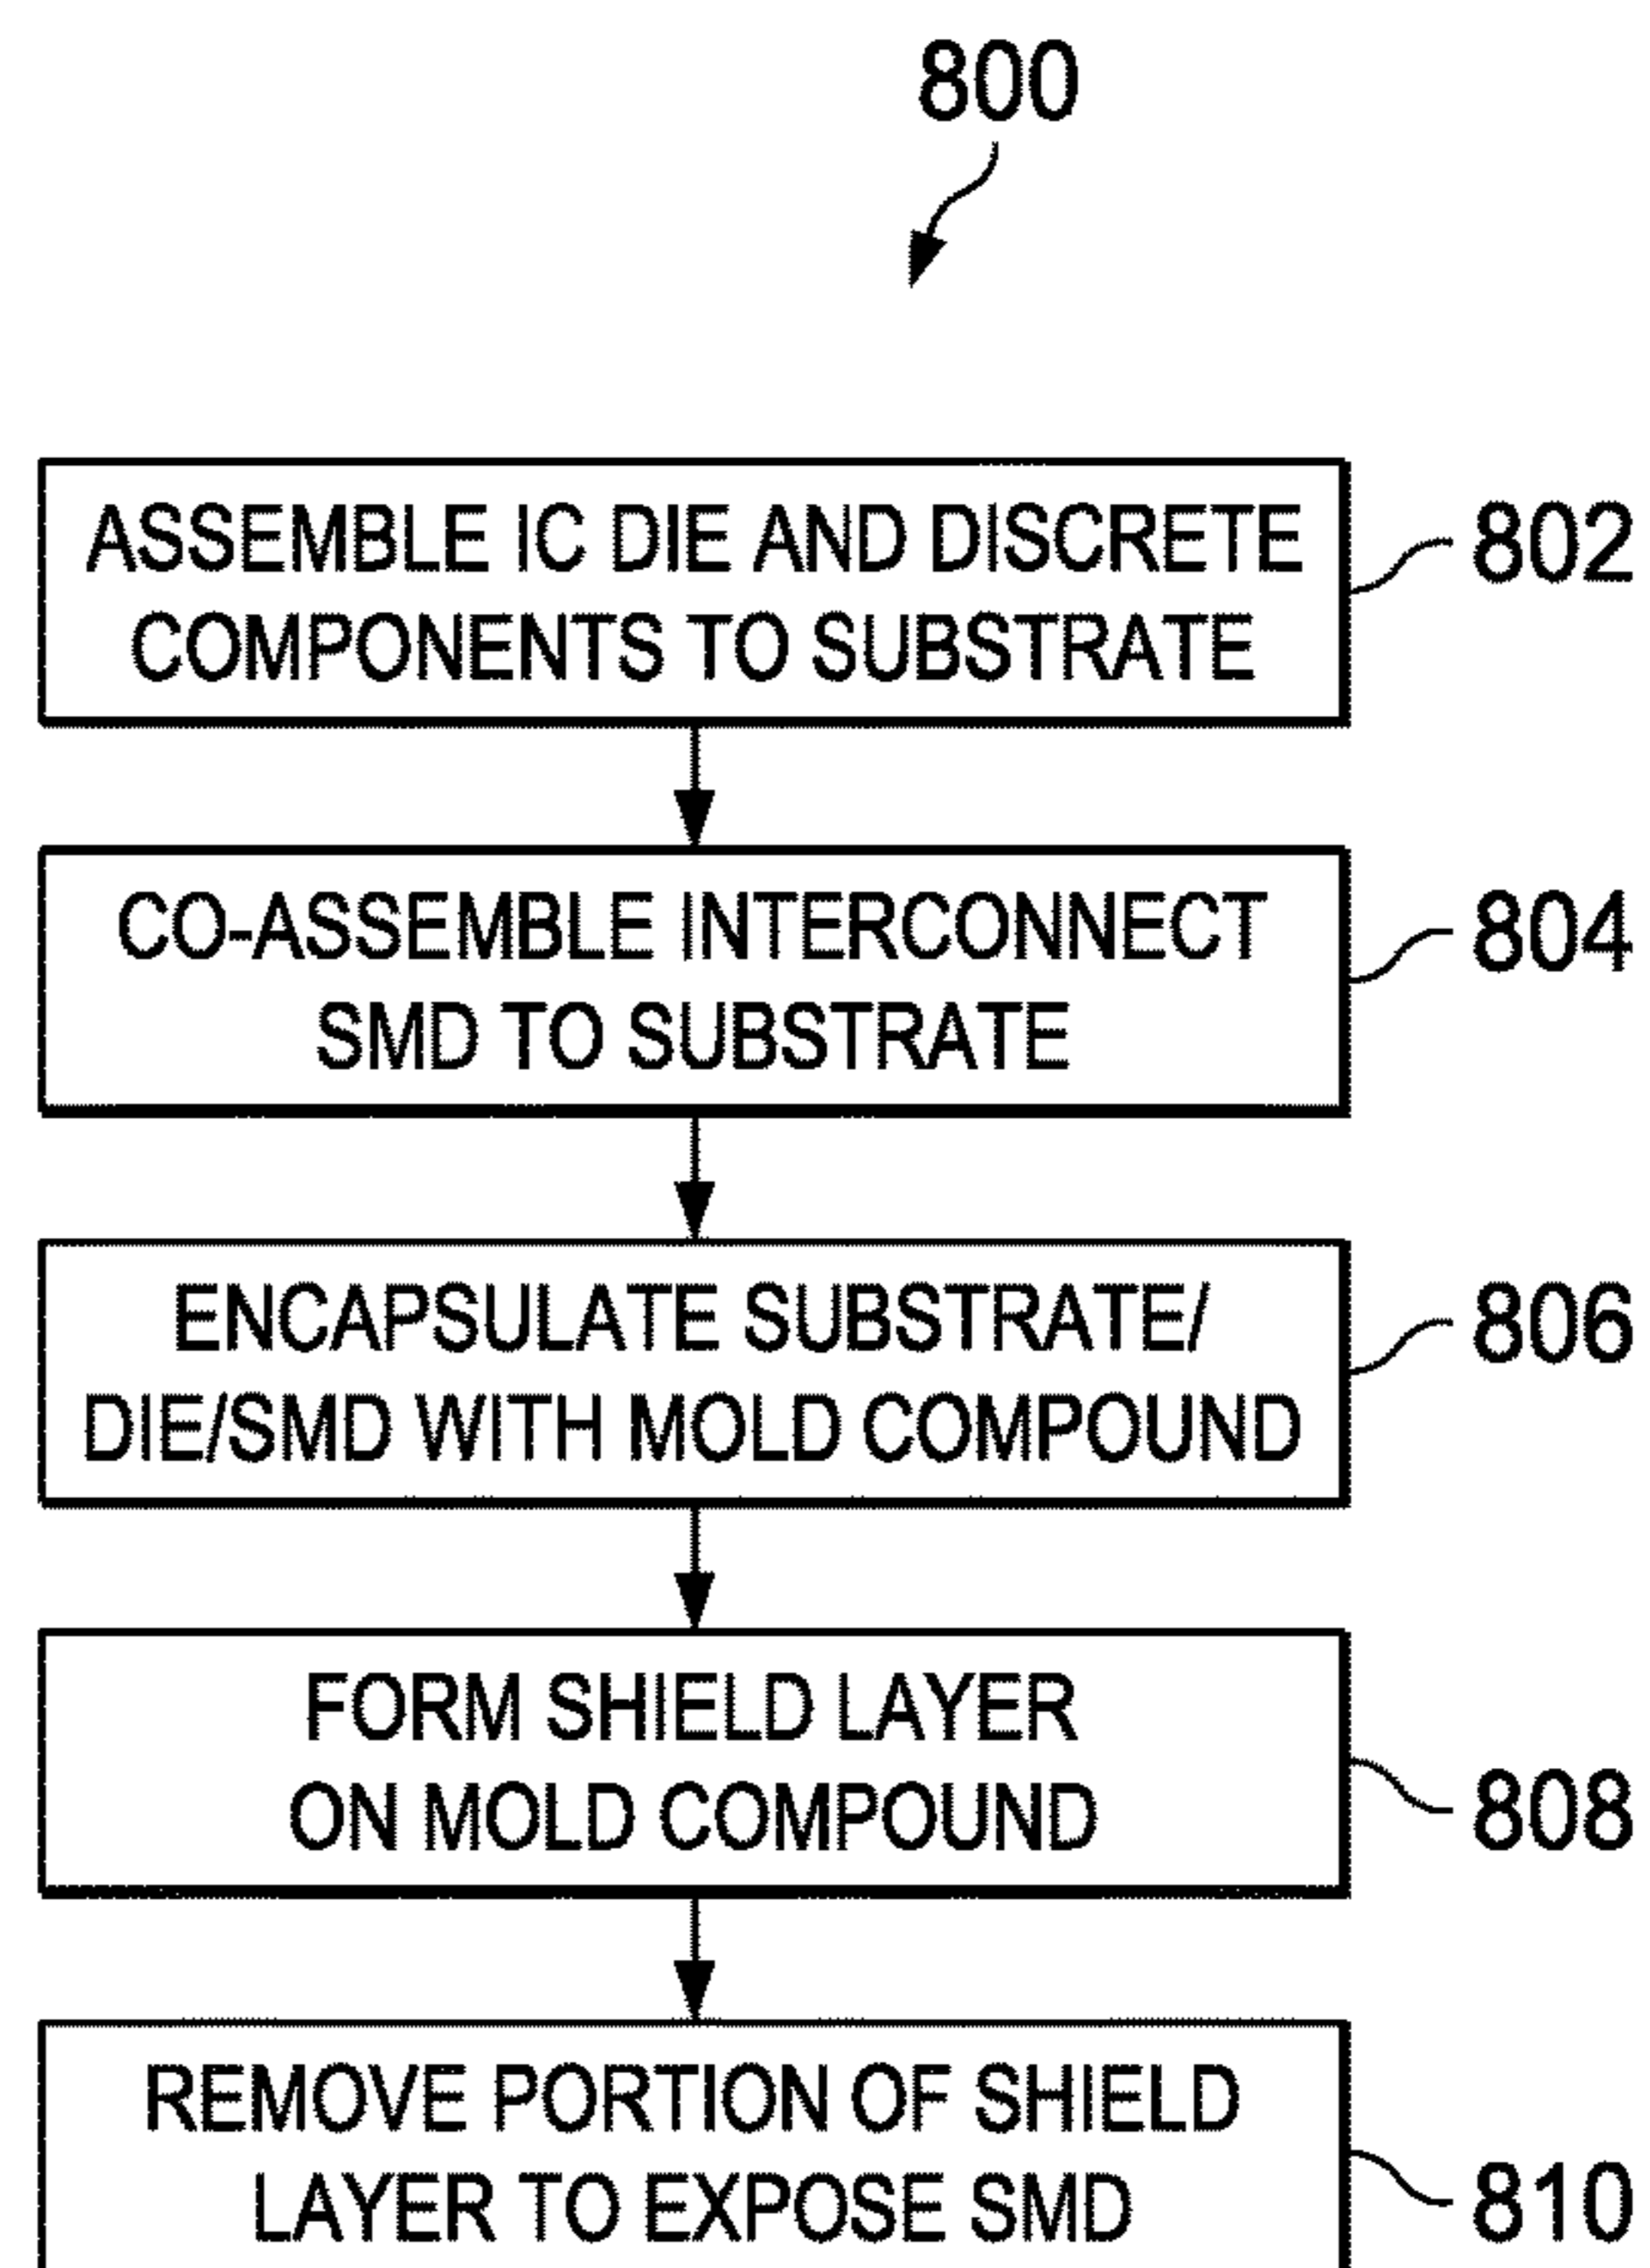 800
ASSEMBLE IC DIE AND DISCRETE
COMPONENTS TO SUBSTRATE
802
CO-ASSEMBLE INTERCONNECT
SMD TO SUBSTRATE
804
ENCAPSULATE SUBSTRATE/
DIE/SMD WITH MOLD COMPOUND
806
FORM SHIELD LAYER
ON MOLD COMPOUND
808
REMOVE PORTION OF SHIELD
LAYER TO EXPOSE SMD
810